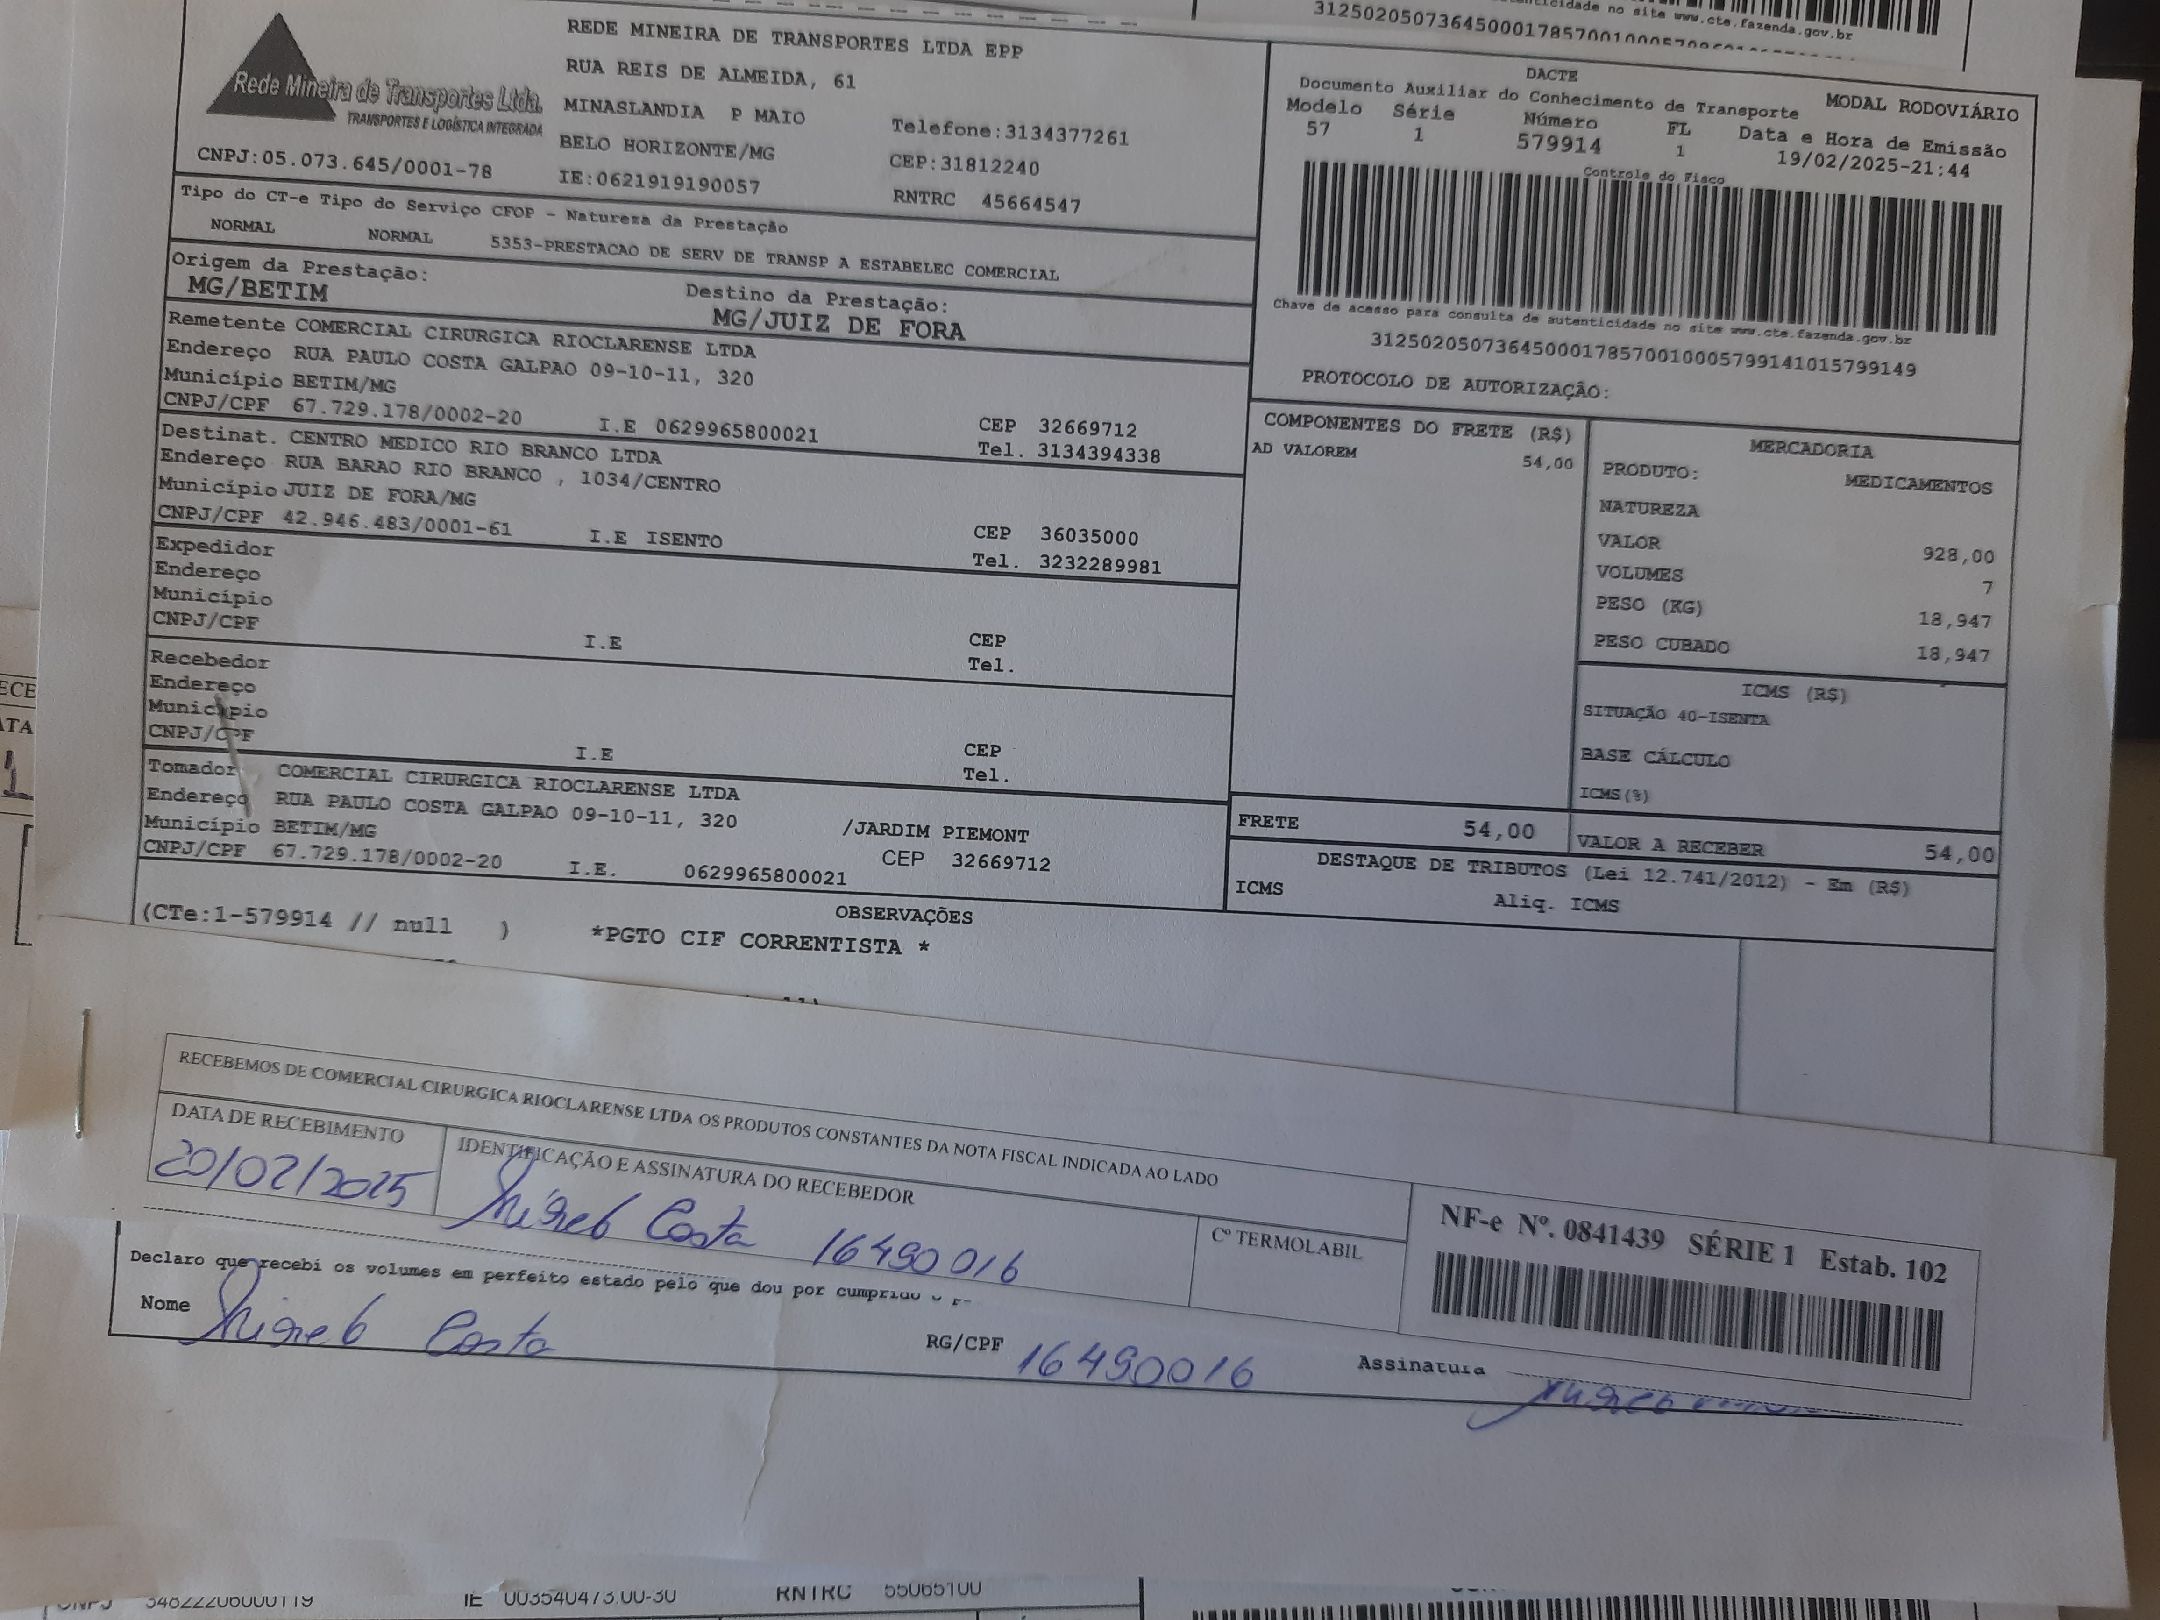 ticidade no site www.cte.fazenda.gov.br
Rede Mineira de Transportes Ltda.
TRANSPORTES E LOGÍSTICA INTEGRADA
CNPJ:05.073.645/0001-78
REDE MINEIRA DE TRANSPORTES LTDA EPP
RUA REIS DE ALMEIDA, 61
MINASLANDIA P MAIO
Telefone:3134377261
BELO HORIZONTE/MG
CEP:31812240
IE:0621919190057
RNTRC 45664547
DACTE
Documento Auxiliar do Conhecimento de Transporte
MODAL RODOVIÁRIO
Modelo Série Número FL Data e Hora de Emissão
57 1 579914 1 19/02/2025-21:44
Controle do Fisco
Chave de acesso para consulta de autenticidade no site www.cte.fazenda.gov.br
31250205073645000178570010005799141015799149
PROTOCOLO DE AUTORIZAÇÃO:
Tipo do CT-e Tipo do Serviço CFOP - Natureza da Prestação
NORMAL NORMAL 5353-PRESTACAO DE SERV DE TRANSP A ESTABELEC COMERCIAL
Origem da Prestação:
MG/BETIM
Destino da Prestação:
MG/JUIZ DE FORA
Remetente COMERCIAL CIRURGICA RIOCLARENSE LTDA
Endereço RUA PAULO COSTA GALPAO 09-10-11, 320
Município BETIM/MG
CEP 32669712
CNPJ/CPF 67.729.178/0002-20 I.E 0629965800021
Tel. 3134394338
Destinat. CENTRO MEDICO RIO BRANCO LTDA
Endereço RUA BARAO RIO BRANCO , 1034/CENTRO
Município JUIZ DE FORA/MG
CEP 36035000
CNPJ/CPF 42.946.483/0001-61 I.E ISENTO
Tel. 3232289981
Expedidor
Endereço
Município
CEP
CNPJ/CPF I.E
Tel.
Recebedor
Endereço
Município
CEP
CNPJ/CPF I.E
Tel.
Tomador COMERCIAL CIRURGICA RIOCLARENSE LTDA
Endereço RUA PAULO COSTA GALPAO 09-10-11, 320 /JARDIM PIEMONT
Município BETIM/MG
CEP 32669712
CNPJ/CPF 67.729.178/0002-20 I.E. 0629965800021
COMPONENTES DO FRETE (R$)
AD VALOREM 54,00
MERCADORIA
PRODUTO: MEDICAMENTOS
NATUREZA
VALOR 928,00
VOLUMES 7
PESO (KG) 18,947
PESO CUBADO 18,947
ICMS (R$)
SITUAÇÃO 40-ISENTA
BASE CÁLCULO
ICMS(%)
FRETE 54,00
VALOR A RECEBER 54,00
DESTAQUE DE TRIBUTOS (Lei 12.741/2012) - Em (R$)
ICMS Aliq. ICMS
OBSERVAÇÕES
(CTe:1-579914 // null ) *PGTO CIF CORRENTISTA *
RECEBEMOS DE COMERCIAL CIRURGICA RIOCLARENSE LTDA OS PRODUTOS CONSTANTES DA NOTA FISCAL INDICADA AO LADO
DATA DE RECEBIMENTO
20/02/2025
IDENTIFICAÇÃO E ASSINATURA DO RECEBEDOR
Costa 16490016
Cº TERMOLABIL
NF-e Nº. 0841439 SÉRIE 1 Estab. 102
Declaro que recebi os volumes em perfeito estado pelo que dou por cumprido
Nome Costa
RG/CPF 16490016
Assinatura
CNPJ 34822206000119 IE 003540473.00-30 RNTRC 55065100